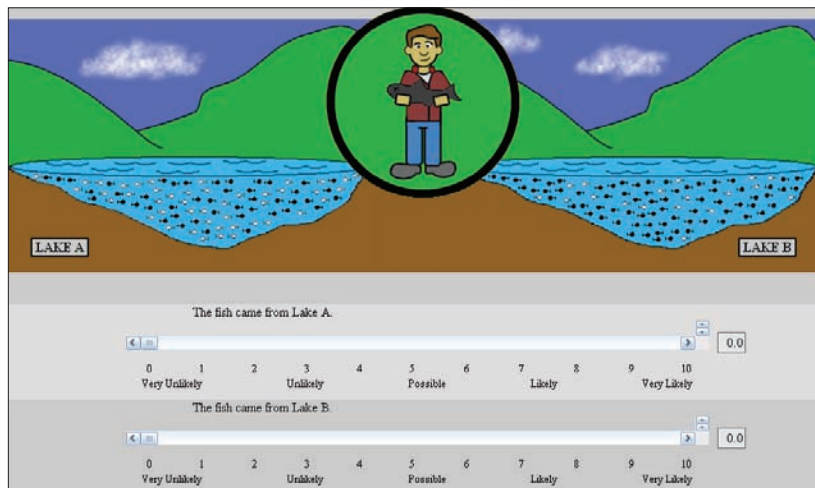 LAKE A
LAKE B
The fish came from Lake A.
0.0
0 1 2 3 4 5 6 7 8 9 10
Very Unlikely Unlikely Possible Likely Very Likely
The fish came from Lake B.
0.0
0 1 2 3 4 5 6 7 8 9 10
Very Unlikely Unlikely Possible Likely Very Likely